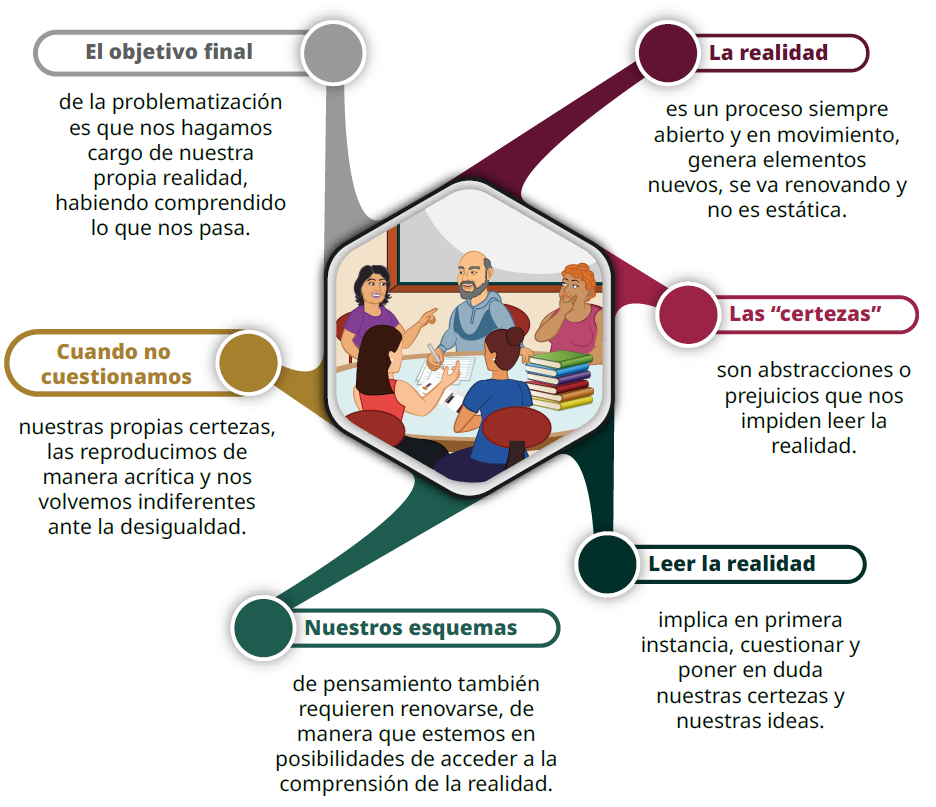 El objetivo final
de la problematización
es que nos hagamos
cargo de nuestra
propia realidad,
habiendo comprendido
lo que nos pasa.
La realidad
es un proceso siempre
abierto y en movimiento,
genera elementos
nuevos, se va renovando y
no es estática.
Las “certezas”
son abstracciones o
prejuicios que nos
impiden leer la
realidad.
Leer la realidad
implica en primera
instancia, cuestionar y
poner en duda
nuestras certezas y
nuestras ideas.
Nuestros esquemas
de pensamiento también
requieren renovarse, de
manera que estemos en
posibilidades de acceder a la
comprensión de la realidad.
Cuando no
cuestionamos
nuestras propias certezas,
las reproducimos de
manera acrítica y nos
volvemos indiferentes
ante la desigualdad.